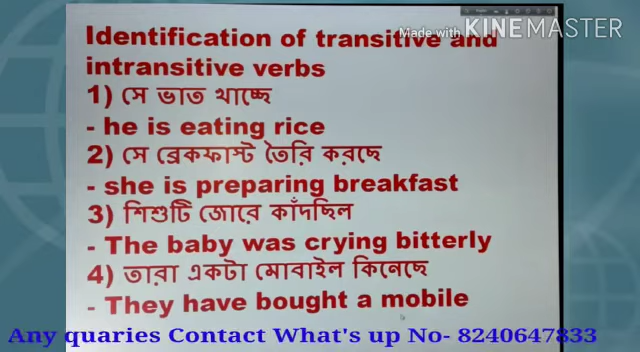 Made with KINEMASTER
Identification of transitive and
intransitive verbs
1) সে ভাত খাচ্ছে
- he is eating rice
2) সে ব্রেকফাস্ট তৈরি করছে
- she is preparing breakfast
3) শিশুটি জোরে কাঁদছিল
- The baby was crying bitterly
4) তারা একটা মোবাইল কিনেছে
- They have bought a mobile
Any quaries Contact What's up No- 8240647833